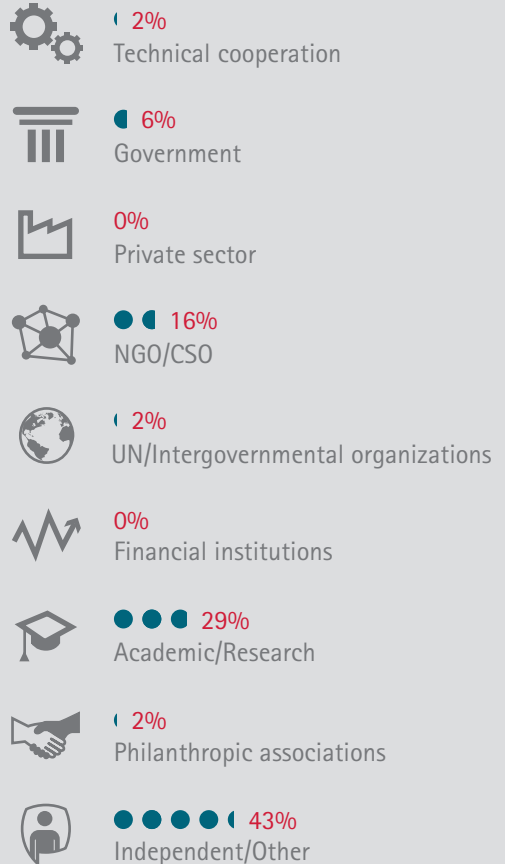 2%
Technical cooperation
6%
Government
0%
Private sector
16%
NGO/CSO
2%
UN/Intergovernmental organizations
0%
Financial institutions
29%
Academic/Research
2%
Philanthropic associations
43%
Independent/Other